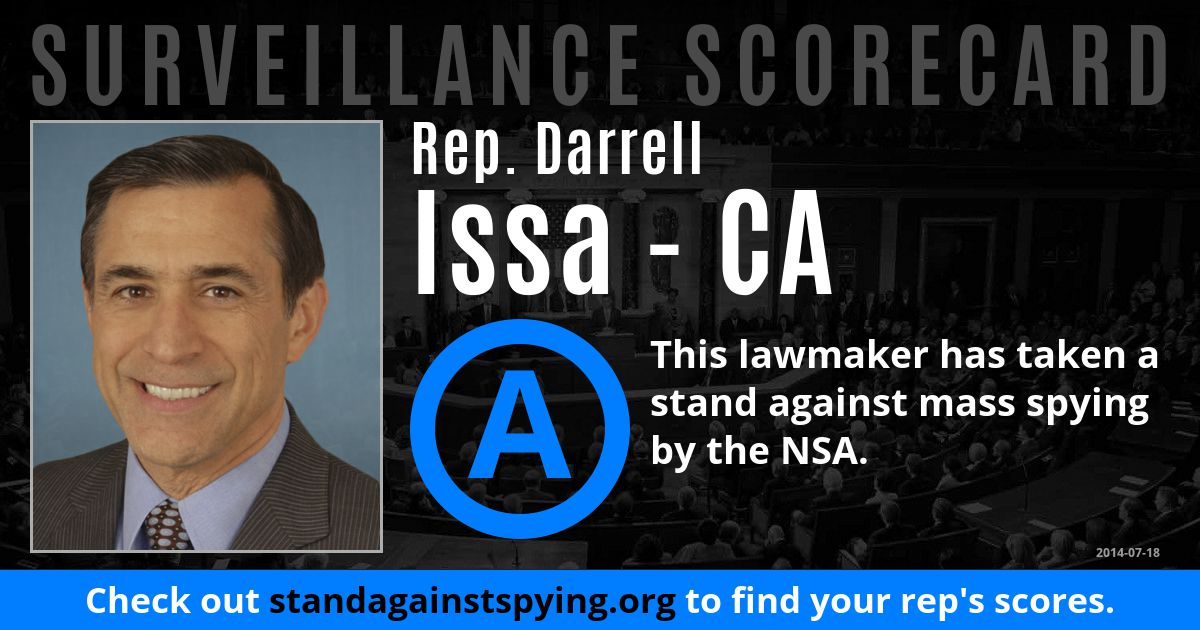 SURVEILLANCE SCORECARD
Rep. Darrell
Issa - CA
A
This lawmaker has taken a
stand against mass spying
by the NSA.
2014-07-18
Check out standagainstspying.org to find your rep's scores.